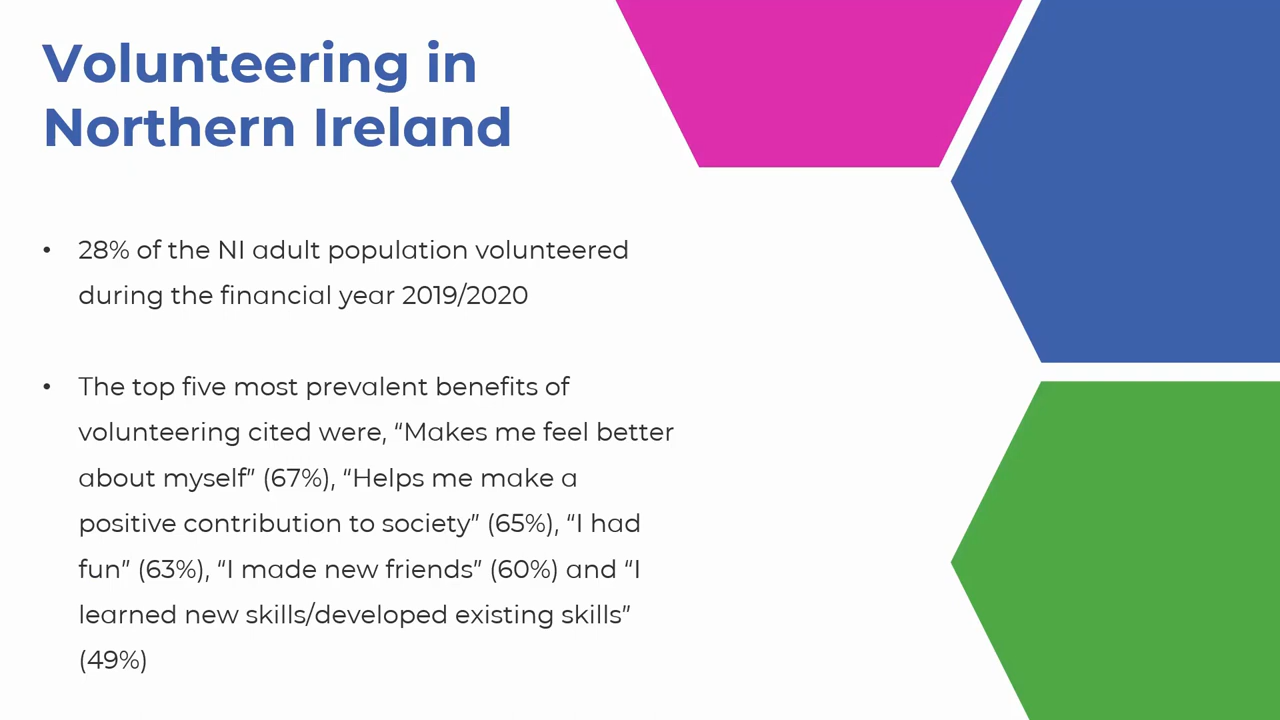 Volunteering in
Northern Ireland
• 28% of the NI adult population volunteered
during the financial year 2019/2020
• The top five most prevalent benefits of
volunteering cited were, “Makes me feel better
about myself” (67%), “Helps me make a
positive contribution to society” (65%), “I had
fun” (63%), “I made new friends” (60%) and “I
learned new skills/developed existing skills”
(49%)